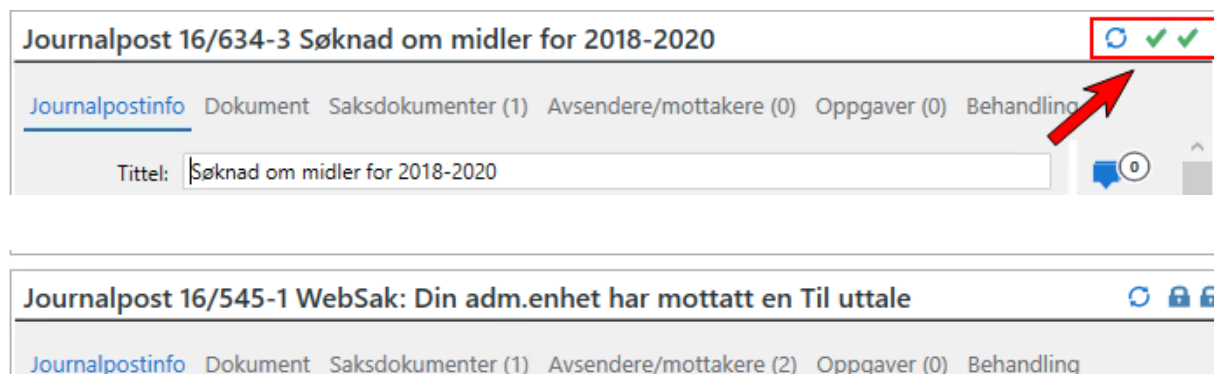 Journalpost 16/634-3 Søknad om midler for 2018-2020
Journalpostinfo Dokument Saksdokumenter (1) Avsendere/mottakere (0) Oppgaver (0) Behandling
Tittel: Søknad om midler for 2018-2020
0
Journalpost 16/545-1 WebSak: Din adm.enhet har mottatt en Til uttale
Journalpostinfo Dokument Saksdokumenter (1) Avsendere/mottakere (2) Oppgaver (0) Behandling